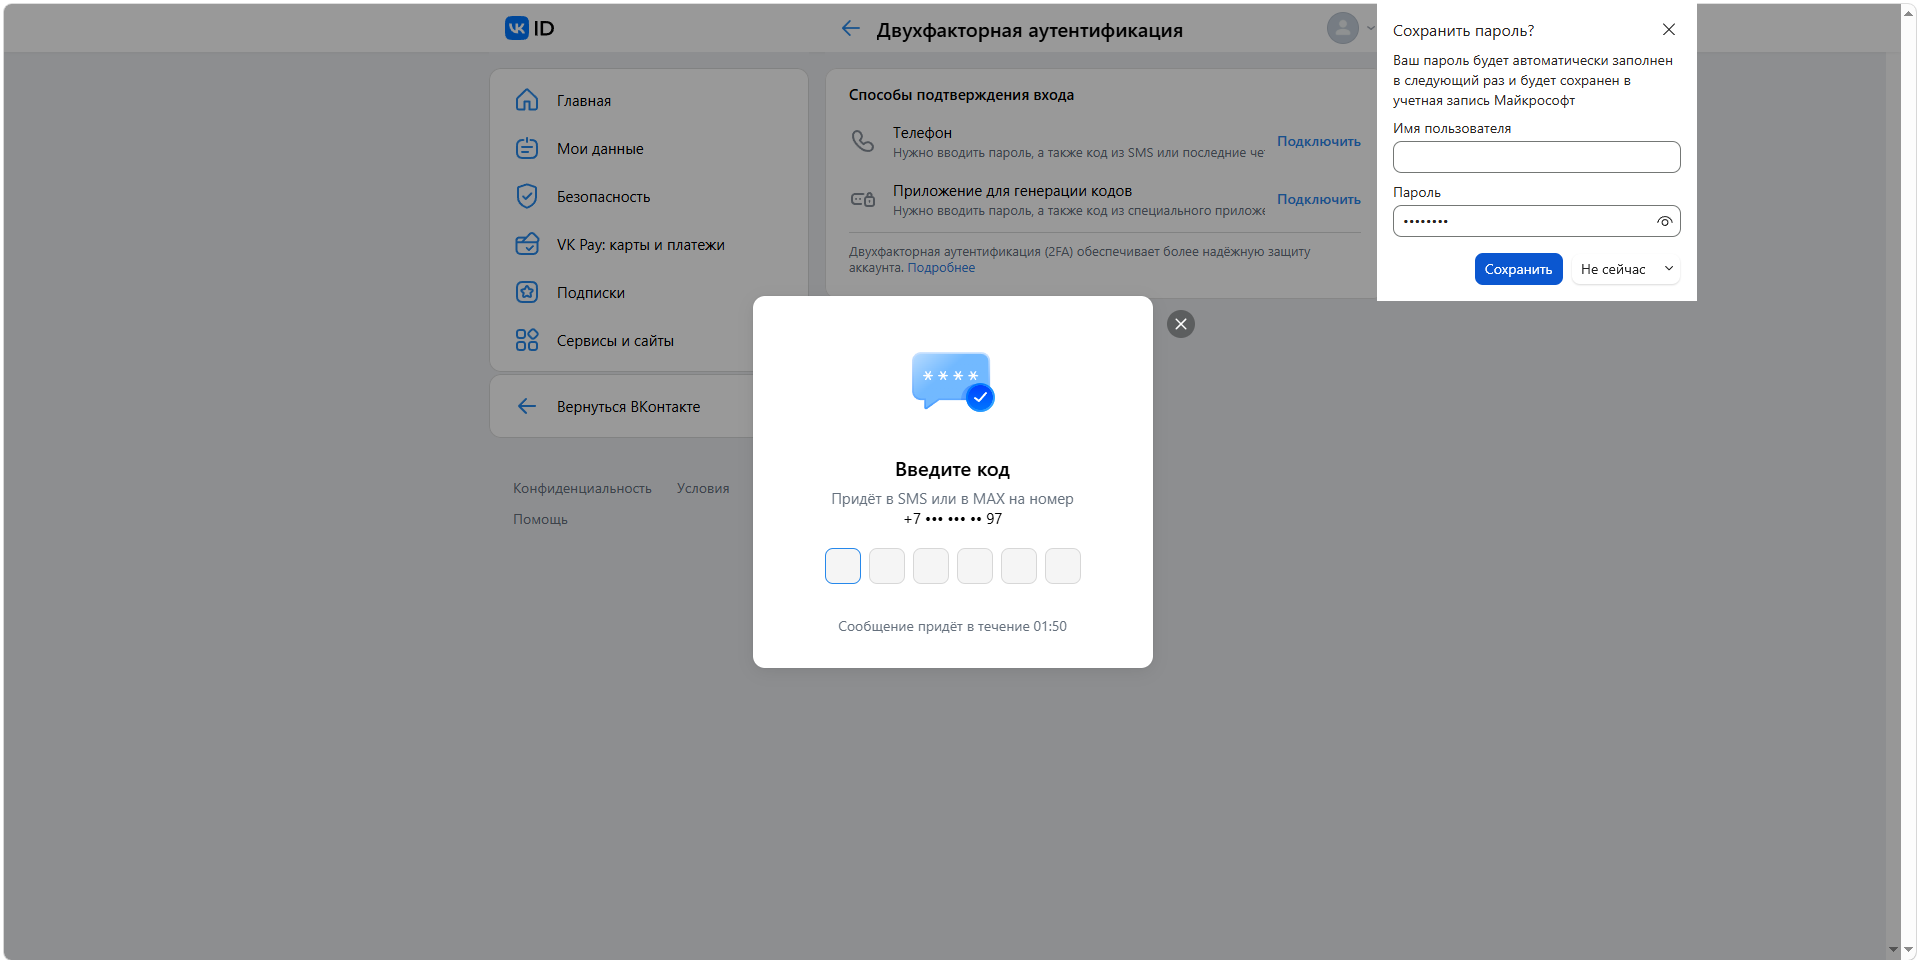 VK ID
Двухфакторная аутентификация
Главная
Мои данные
Безопасность
VK Pay: карты и платежи
Подписки
Сервисы и сайты
Вернуться ВКонтакте
Конфиденциальность Условия
Помощь
Способы подтверждения входа
Телефон
Нужно вводить пароль, а также код из SMS или последние че
Подключить
Приложение для генерации кодов
Нужно вводить пароль, а также код из специального прилож
Подключить
Двухфакторная аутентификация (2FA) обеспечивает более надёжную защиту
аккаунта. Подробнее
Сохранить пароль?
Ваш пароль будет автоматически заполнен
в следующий раз и будет сохранен в
учетная запись Майкрософт
Имя пользователя
Пароль
••••••••
Сохранить
Не сейчас
* * * *
Введите код
Придёт в SMS или в MAX на номер
+7 ••• ••• •• 97
Сообщение придёт в течение 01:50